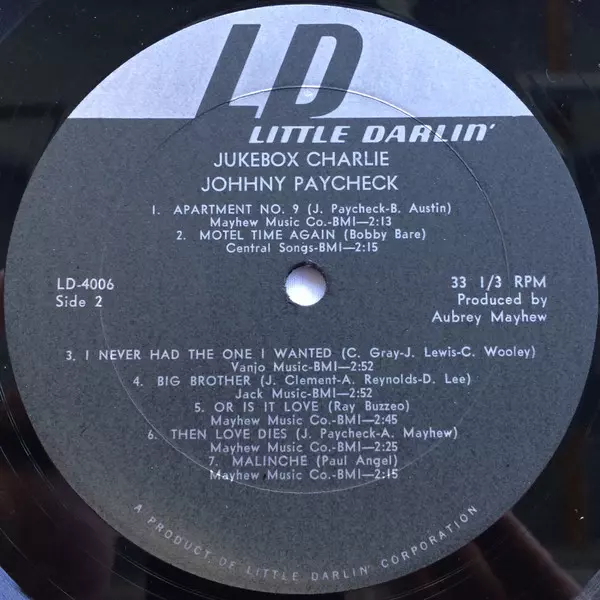 LD
LITTLE DARLIN'
JUKEBOX CHARLIE
JOHHNY PAYCHECK
1. APARTMENT NO. 9 (J. Paycheck-B. Austin)
Mayhew Music Co.-BMI—2:13
2. MOTEL TIME AGAIN (Bobby Bare)
Central Songs-BMI—2:15
LD-4006
Side 2
33 1/3 RPM
Produced by
Aubrey Mayhew
3. I NEVER HAD THE ONE I WANTED (C. Gray-J. Lewis-C. Wooley)
Vanjo Music-BMI—2:52
4. BIG BROTHER (J. Clement-A. Reynolds-D. Lee)
Jack Music-BMI—2:52
5. OR IS IT LOVE (Ray Buzzeo)
Mayhew Music Co.-BMI—2:45
6. THEN LOVE DIES (J. Paycheck-A. Mayhew)
Mayhew Music Co.-BMI—2:25
7. MALINCHE (Paul Angel)
Mayhew Music Co.-BMI—2:15
A PRODUCT OF LITTLE DARLIN' CORPORATION